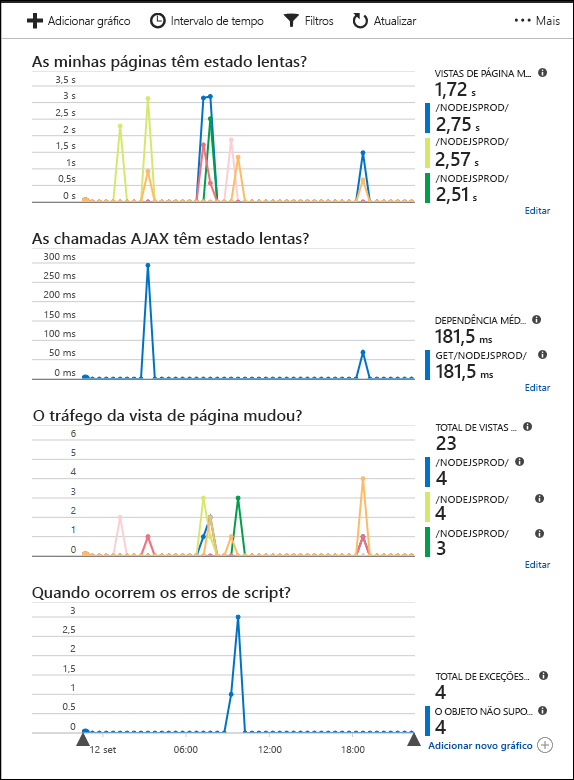 Adicionar gráfico Intervalo de tempo Filtros Atualizar ••• Mais
As minhas páginas têm estado lentas?
3,5 s
3 s
2,5 s
2 s
1,5 s
1 s
0,5s
0 s
VISTAS DE PÁGINA M...
1,72 s
/NODEJSPROD/
2,75 s
/NODEJSPROD/
2,57 s
/NODEJSPROD/
2,51 s
Editar
As chamadas AJAX têm estado lentas?
300 ms
250 ms
200 ms
150 ms
100 ms
50 ms
0 ms
DEPENDÊNCIA MÉD...
181,5 ms
GET/NODEJSPROD/
181,5 ms
Editar
O tráfego da vista de página mudou?
6
5
4
3
2
1
0
TOTAL DE VISTAS ...
23
/NODEJSPROD/
4
/NODEJSPROD/
4
/NODEJSPROD/
3
Editar
Quando ocorrem os erros de script?
3
2,5
2
1,5
1
0,5
0
12 set 06:00 12:00 18:00
TOTAL DE EXCEÇÕES...
4
O OBJETO NÃO SUPO...
4
Adicionar novo gráfico